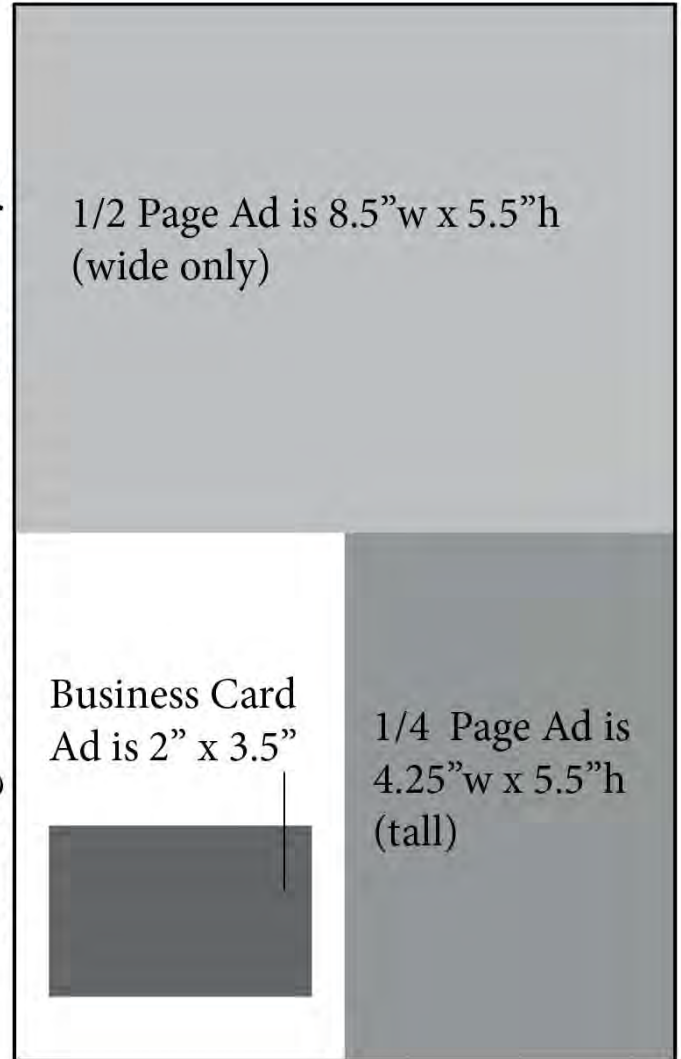 1/2 Page Ad is 8.5”w x 5.5”h
(wide only)
Business Card
Ad is 2” x 3.5”
1/4 Page Ad is
4.25”w x 5.5”h
(tall)